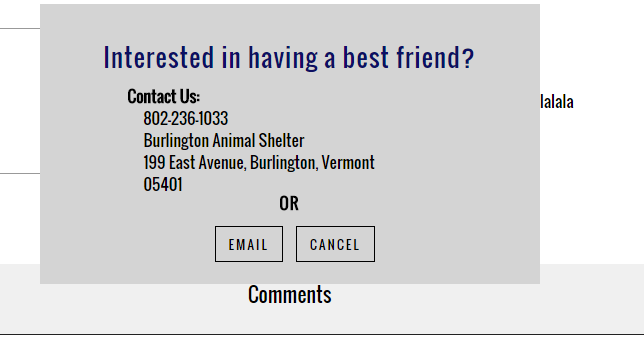 Interested in having a best friend?
Contact Us:
802-236-1033
lalala
Burlington Animal Shelter
199 East Avenue, Burlington, Vermont
05401
OR
EMAIL
CANCEL
Comments